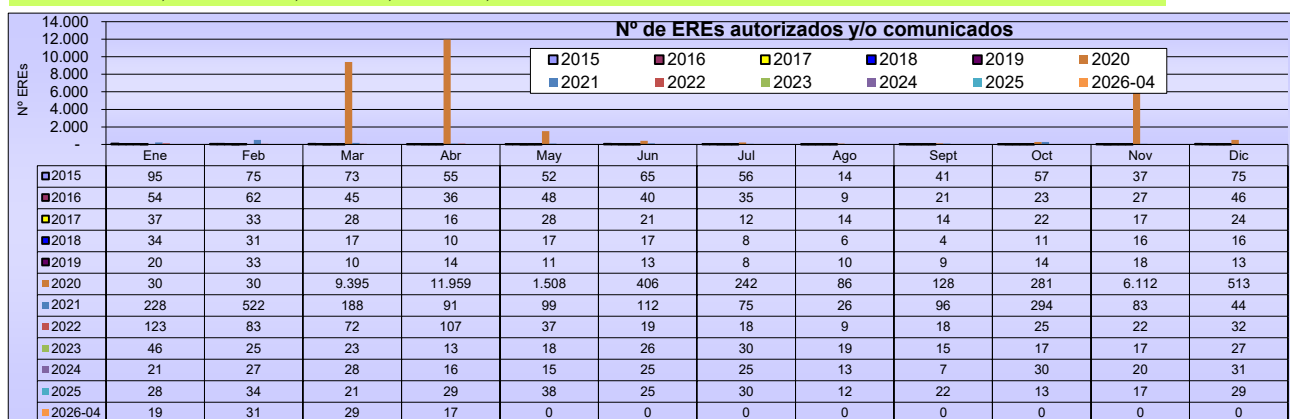 Nº de EREs autorizados y/o comunicados
Nº EREs
14.000
12.000
10.000
8.000
6.000
4.000
2.000
-
2015 2016 2017 2018 2019 2020
2021 2022 2023 2024 2025 2026-04
Ene Feb Mar Abr May Jun Jul Ago Sept Oct Nov Dic
2015 95 75 73 55 52 65 56 14 41 57 37 75
2016 54 62 45 36 48 40 35 9 21 23 27 46
2017 37 33 28 16 28 21 12 14 14 22 17 24
2018 34 31 17 10 17 17 8 6 4 11 16 16
2019 20 33 10 14 11 13 8 10 9 14 18 13
2020 30 30 9.395 11.959 1.508 406 242 86 128 281 6.112 513
2021 228 522 188 91 99 112 75 26 96 294 83 44
2022 123 83 72 107 37 19 18 9 18 25 22 32
2023 46 25 23 13 18 26 30 19 15 17 17 27
2024 21 27 28 16 15 25 25 13 7 30 20 31
2025 28 34 21 29 38 25 30 12 22 13 17 29
2026-04 19 31 29 17 0 0 0 0 0 0 0 0